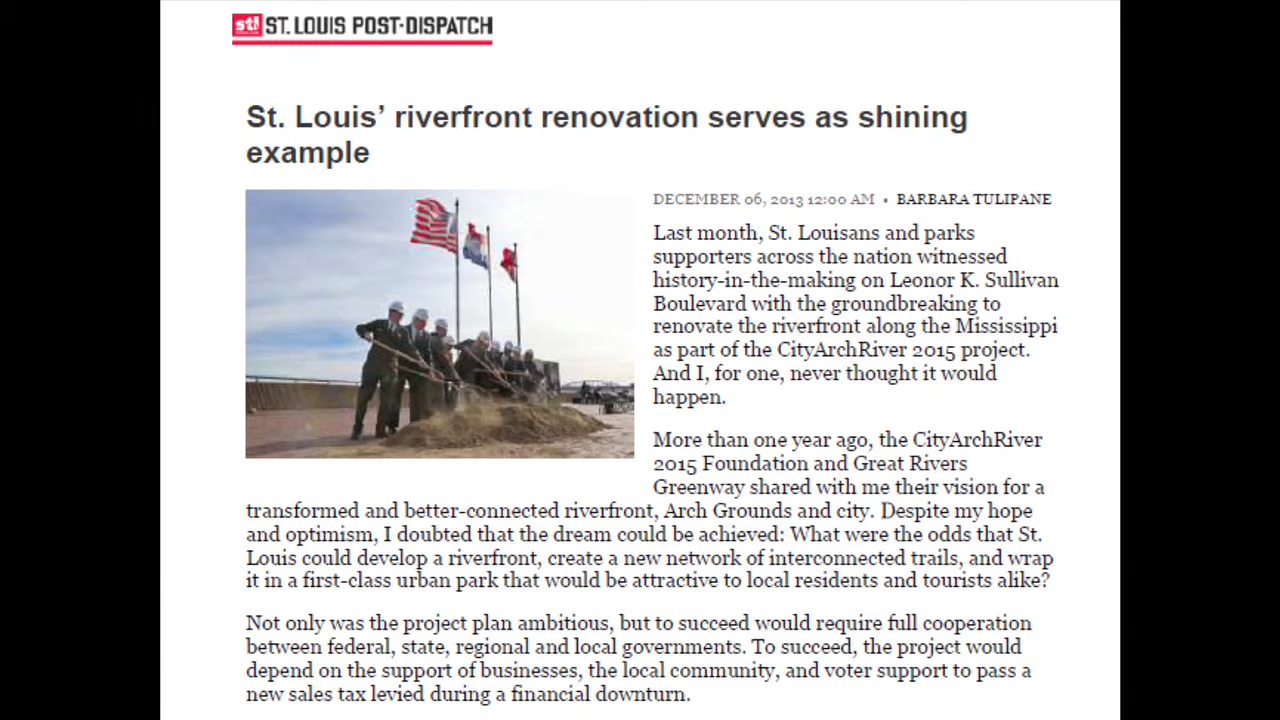 stl ST. LOUIS POST-DISPATCH
St. Louis’ riverfront renovation serves as shining
example
DECEMBER 06, 2013 12:00 AM • BARBARA TULIPANE
Last month, St. Louisans and parks
supporters across the nation witnessed
history-in-the-making on Leonor K. Sullivan
Boulevard with the groundbreaking to
renovate the riverfront along the Mississippi
as part of the CityArchRiver 2015 project.
And I, for one, never thought it would
happen.
More than one year ago, the CityArchRiver
2015 Foundation and Great Rivers
Greenway shared with me their vision for a
transformed and better-connected riverfront, Arch Grounds and city. Despite my hope
and optimism, I doubted that the dream could be achieved: What were the odds that St.
Louis could develop a riverfront, create a new network of interconnected trails, and wrap
it in a first-class urban park that would be attractive to local residents and tourists alike?
Not only was the project plan ambitious, but to succeed would require full cooperation
between federal, state, regional and local governments. To succeed, the project would
depend on the support of businesses, the local community, and voter support to pass a
new sales tax levied during a financial downturn.